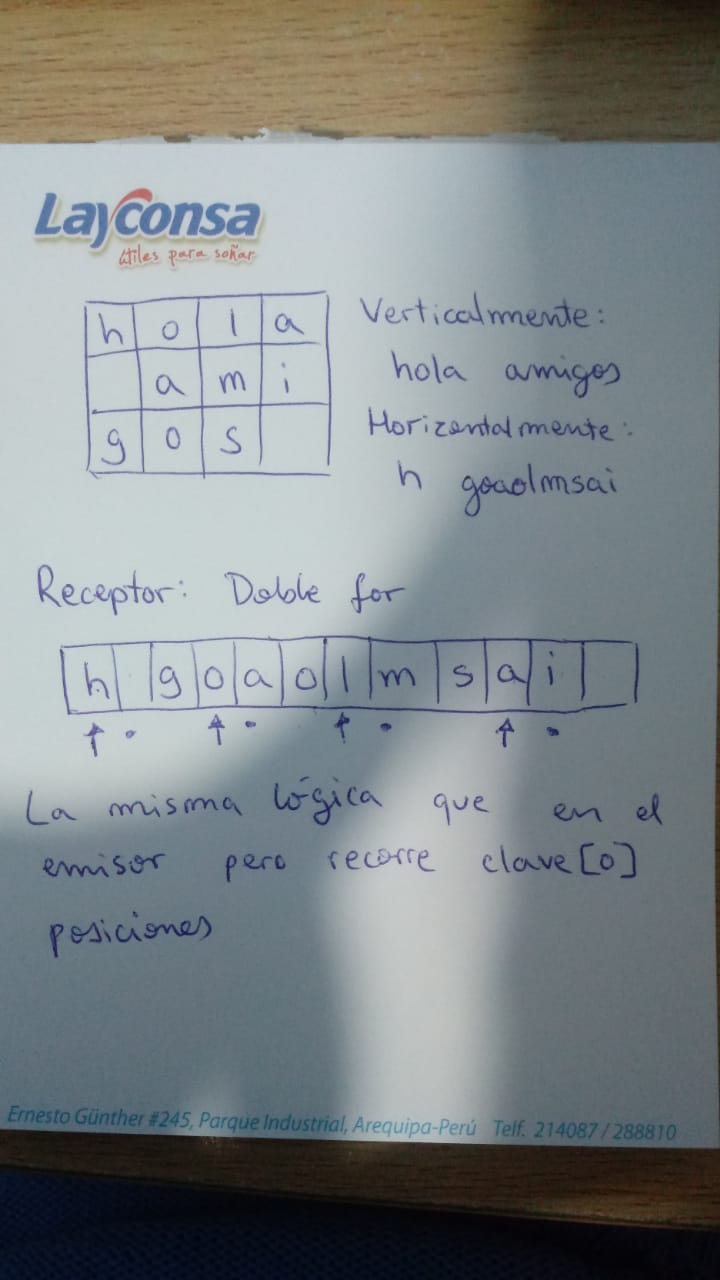 Layconsa
útiles para soñar
h o l a
a m i
g o s
Verticalmente:
hola amigos
Horizontalmente:
h goaolmsai
Receptor: Doble for
h g o a o l m s a i
La misma lógica que en el
emisor pero recorre clave[0]
posiciones
Ernesto Günther #245, Parque Industrial, Arequipa-Perú Telf. 214087 / 288810